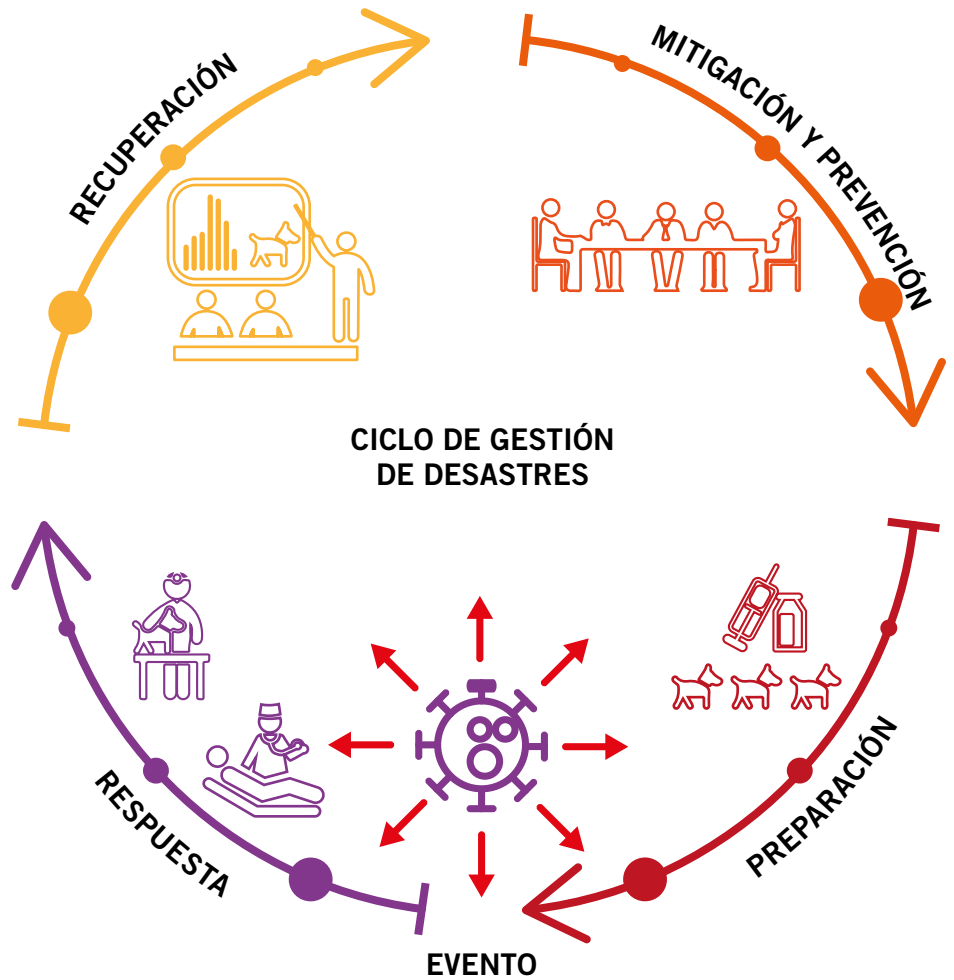 RECUPERACIÓN
MITIGACIÓN Y PREVENCIÓN
CICLO DE GESTIÓN
DE DESASTRES
RESPUESTA
PREPARACIÓN
EVENTO